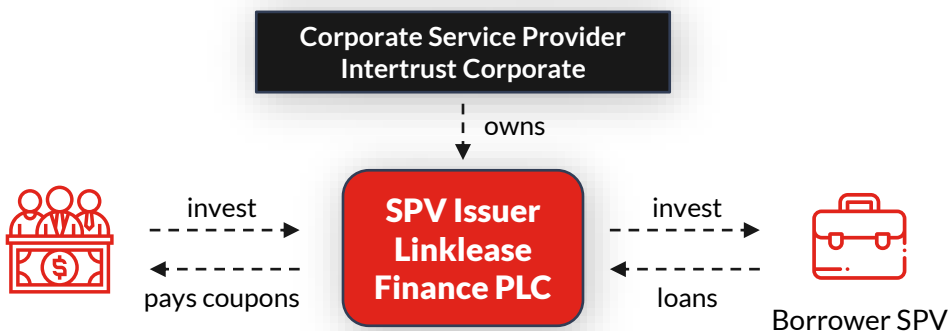 Corporate Service Provider
Intertrust Corporate
owns
invest
pays coupons
$
SPV Issuer
Linklease
Finance PLC
invest
loans
Borrower SPV